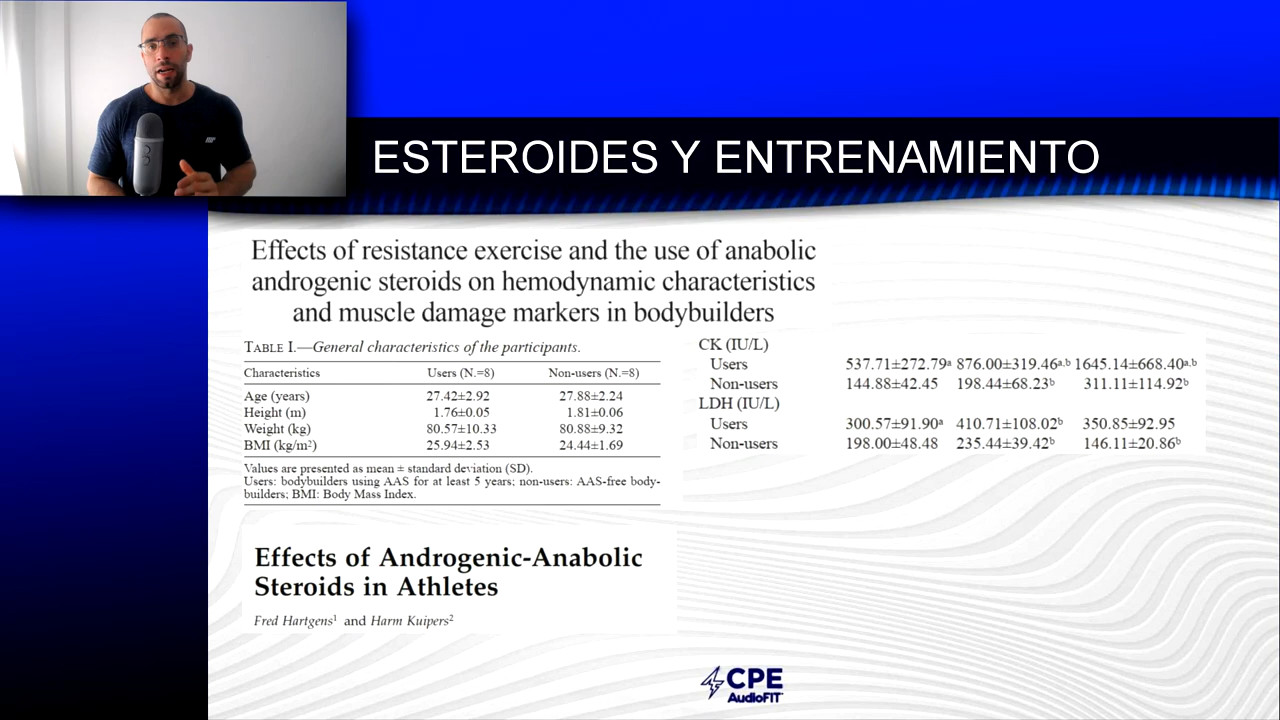 ESTEROIDES Y ENTRENAMIENTO
Effects of resistance exercise and the use of anabolic
androgenic steroids on hemodynamic characteristics
and muscle damage markers in bodybuilders
TABLE I.—General characteristics of the participants.
Characteristics Users (N.=8) Non-users (N.=8)
Age (years) 27.42±2.92 27.88±2.24
Height (m) 1.76±0.05 1.81±0.06
Weight (kg) 80.57±10.33 80.88±9.32
BMI (kg/m²) 25.94±2.53 24.44±1.69
Values are presented as mean ± standard deviation (SD).
Users: bodybuilders using AAS for at least 5 years; non-users: AAS-free body-
builders; BMI: Body Mass Index.
CK (IU/L)
Users 537.71±272.79ᵃ 876.00±319.46ᵃ·ᵇ 1645.14±668.40ᵃ·ᵇ
Non-users 144.88±42.45 198.44±68.23ᵇ 311.11±114.92ᵇ
LDH (IU/L)
Users 300.57±91.90ᵃ 410.71±108.02ᵇ 350.85±92.95
Non-users 198.00±48.48 235.44±39.42ᵇ 146.11±20.86ᵇ
Effects of Androgenic-Anabolic
Steroids in Athletes
Fred Hartgens¹ and Harm Kuipers²
CPE
AudioFIT